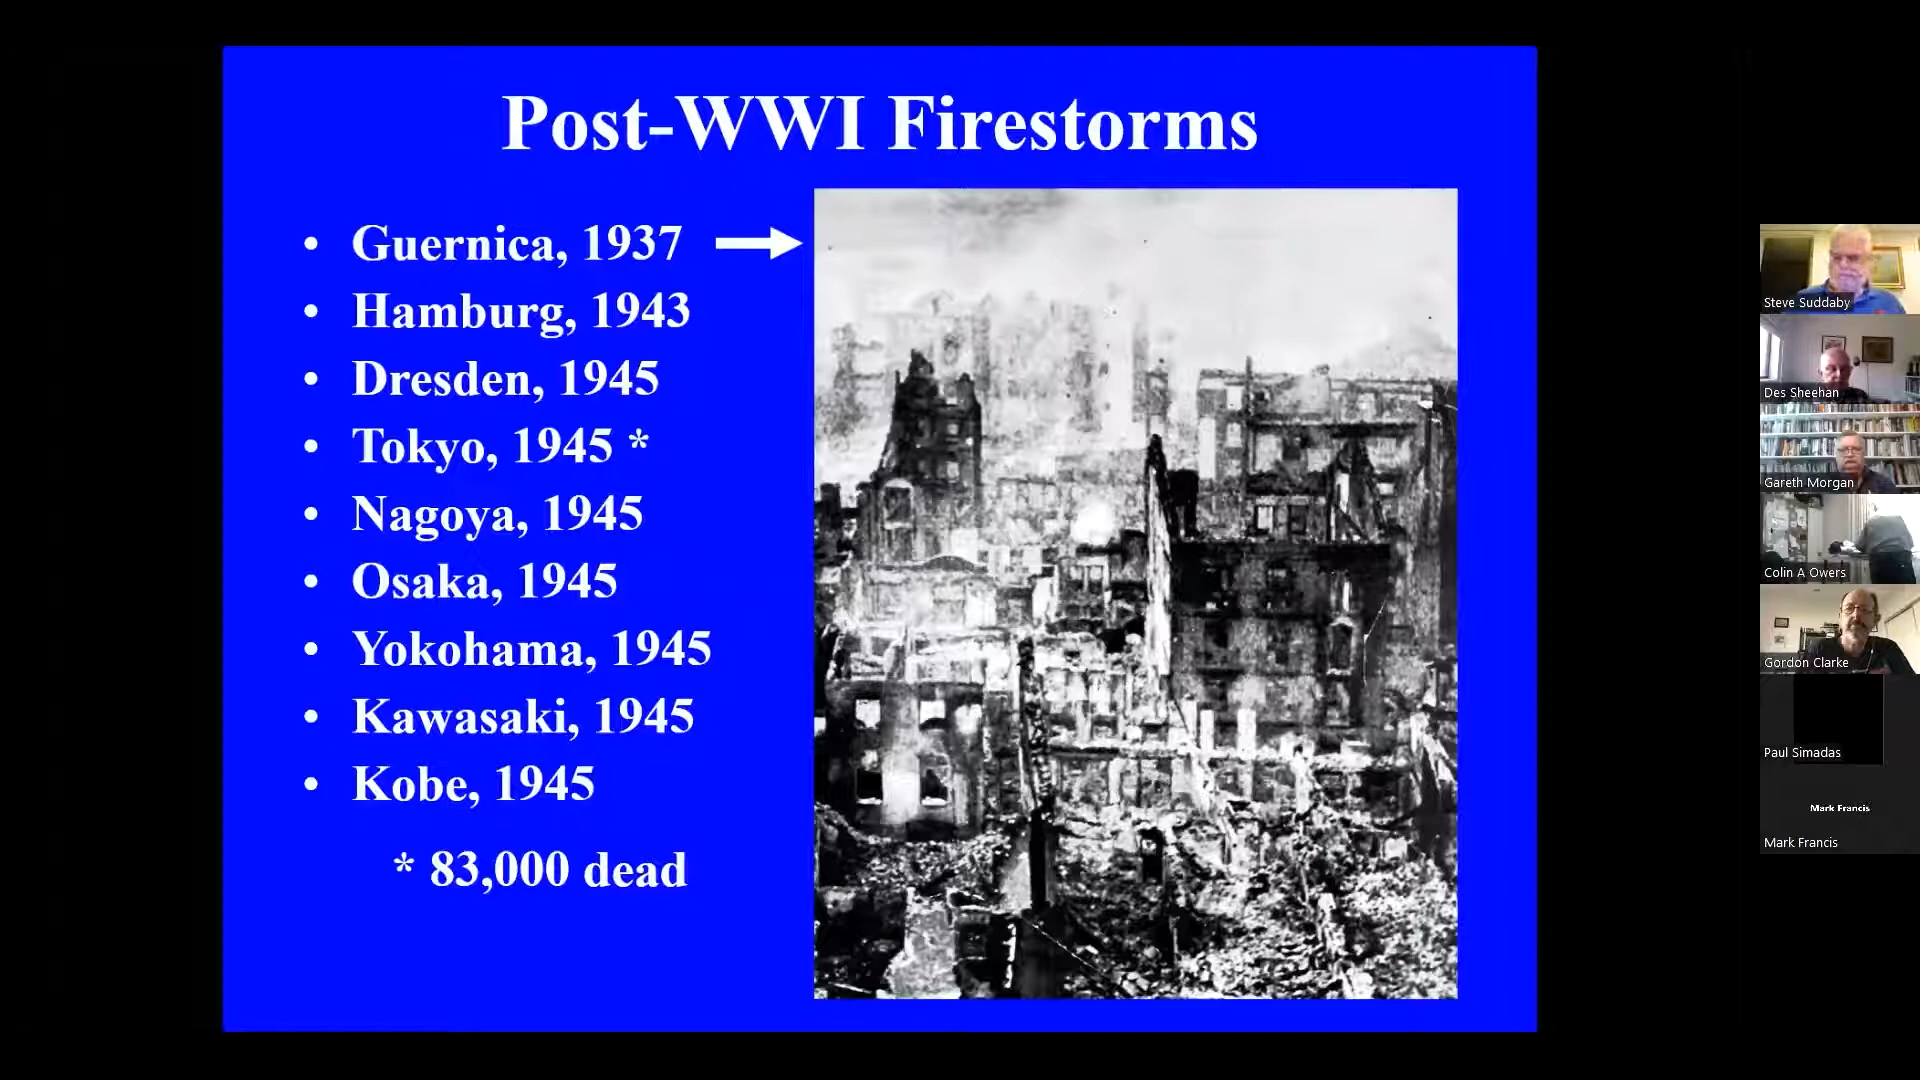 Post-WWI Firestorms
• Guernica, 1937
• Hamburg, 1943
• Dresden, 1945
• Tokyo, 1945 *
• Nagoya, 1945
• Osaka, 1945
• Yokohama, 1945
• Kawasaki, 1945
• Kobe, 1945
* 83,000 dead
Steve Suddaby
Des Sheehan
Gareth Morgan
Colin A Owers
Gordon Clarke
Paul Simadas
Mark Francis
Mark Francis